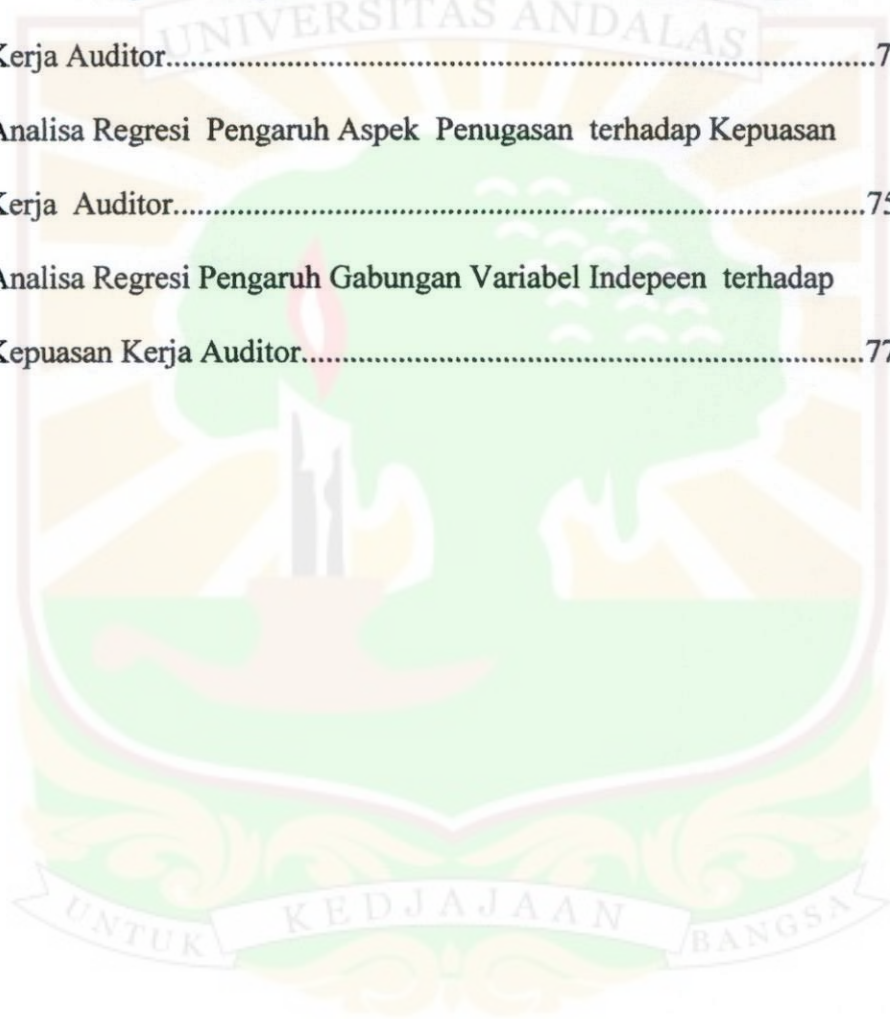 UNIVERSITAS ANDALAS
Kerja Auditor.......................................................................................7
Analisa Regresi Pengaruh Aspek Penugasan terhadap Kepuasan
Kerja Auditor......................................................................................75
Analisa Regresi Pengaruh Gabungan Variabel Indepeen terhadap
Kepuasan Kerja Auditor......................................................................77
UNTUK KEDJAJAAN BANGSA